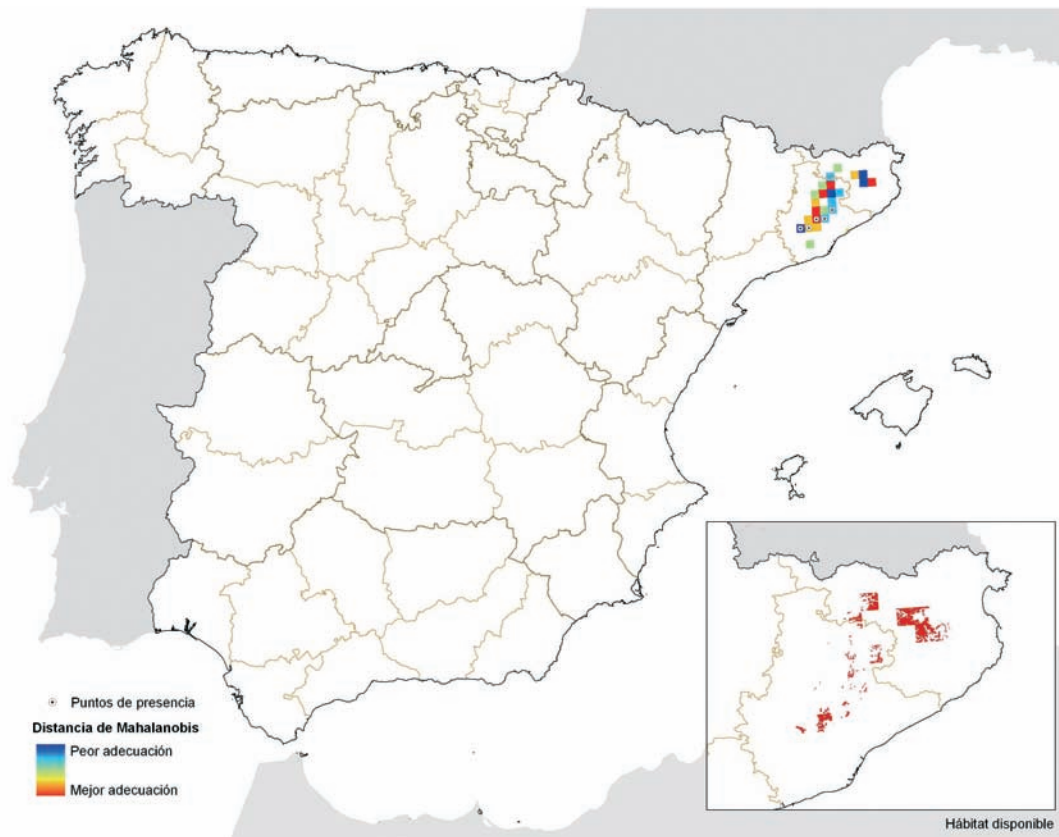 Puntos de presencia
Distancia de Mahalanobis
Peor adecuación
Mejor adecuación
Hábitat disponible